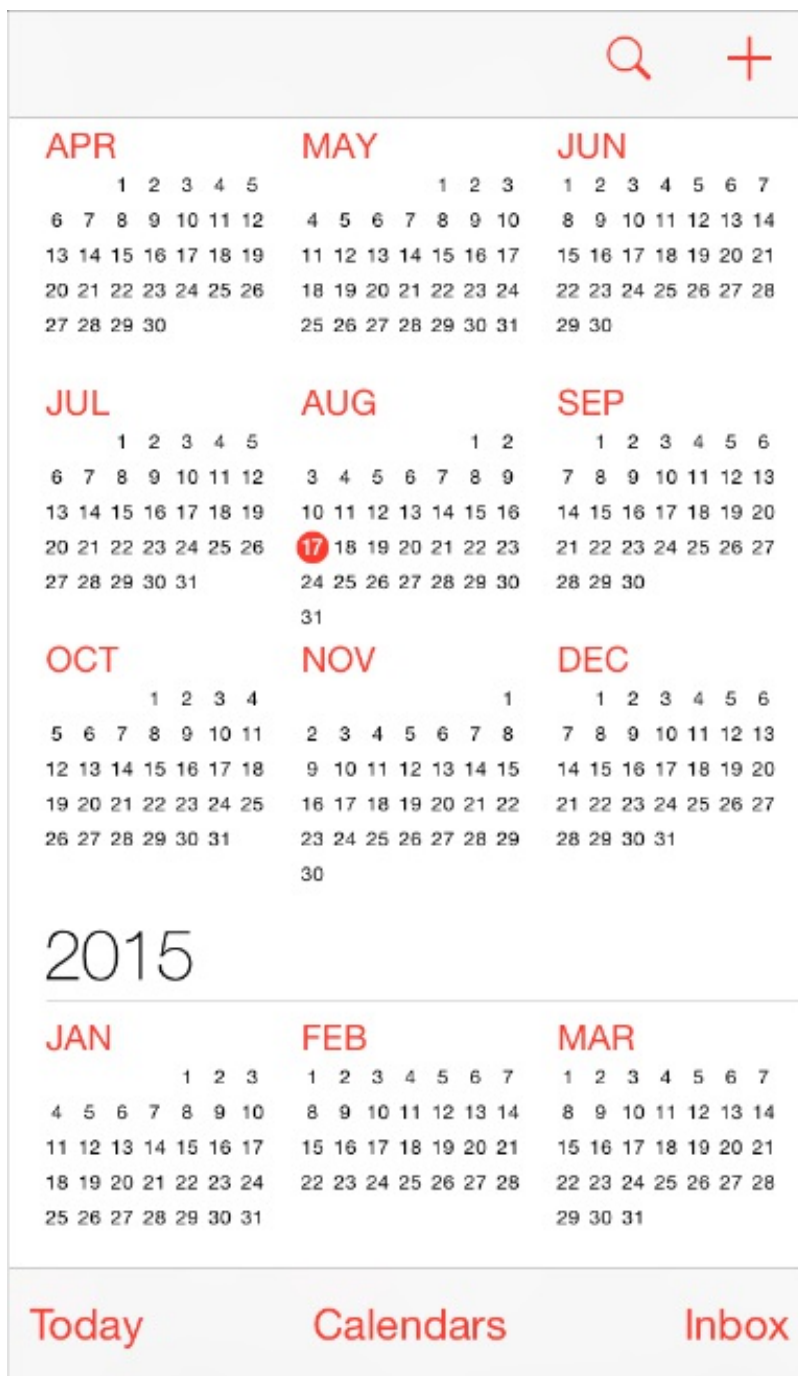 APR MAY JUN
1 2 3 4 5 1 2 3 1 2 3 4 5 6 7
6 7 8 9 10 11 12 4 5 6 7 8 9 10 8 9 10 11 12 13 14
13 14 15 16 17 18 19 11 12 13 14 15 16 17 15 16 17 18 19 20 21
20 21 22 23 24 25 26 18 19 20 21 22 23 24 22 23 24 25 26 27 28
27 28 29 30 25 26 27 28 29 30 31 29 30
JUL AUG SEP
1 2 3 4 5 1 2 1 2 3 4 5 6
6 7 8 9 10 11 12 3 4 5 6 7 8 9 7 8 9 10 11 12 13
13 14 15 16 17 18 19 10 11 12 13 14 15 16 14 15 16 17 18 19 20
20 21 22 23 24 25 26 17 18 19 20 21 22 23 21 22 23 24 25 26 27
27 28 29 30 31 24 25 26 27 28 29 30 28 29 30
31
OCT NOV DEC
1 2 3 4 1 1 2 3 4 5 6
5 6 7 8 9 10 11 2 3 4 5 6 7 8 7 8 9 10 11 12 13
12 13 14 15 16 17 18 9 10 11 12 13 14 15 14 15 16 17 18 19 20
19 20 21 22 23 24 25 16 17 18 19 20 21 22 21 22 23 24 25 26 27
26 27 28 29 30 31 23 24 25 26 27 28 29 28 29 30 31
30
2015
JAN FEB MAR
1 2 3 1 2 3 4 5 6 7 1 2 3 4 5 6 7
4 5 6 7 8 9 10 8 9 10 11 12 13 14 8 9 10 11 12 13 14
11 12 13 14 15 16 17 15 16 17 18 19 20 21 15 16 17 18 19 20 21
18 19 20 21 22 23 24 22 23 24 25 26 27 28 22 23 24 25 26 27 28
25 26 27 28 29 30 31 29 30 31
Today Calendars Inbox